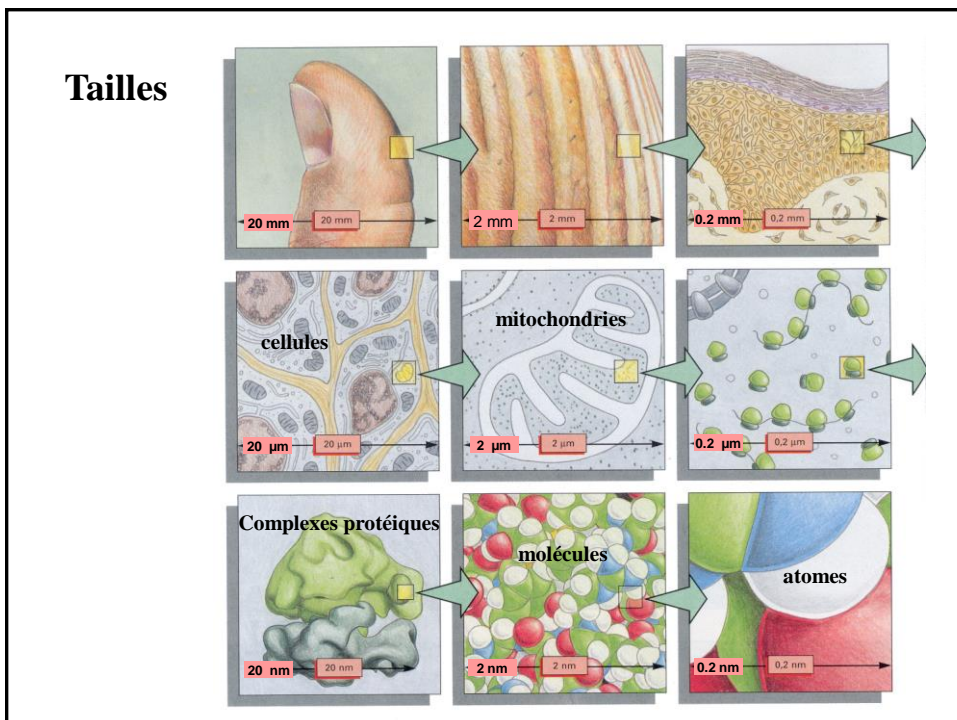 Tailles
20 mm 20 mm
2 mm 2 mm
0.2 mm 0,2 mm
cellules
20 µm 20 µm
mitochondries
2 µm 2 µm
0.2 µm 0,2 µm
Complexes protéiques
20 nm 20 nm
molécules
2 nm 2 nm
atomes
0.2 nm 0,2 nm